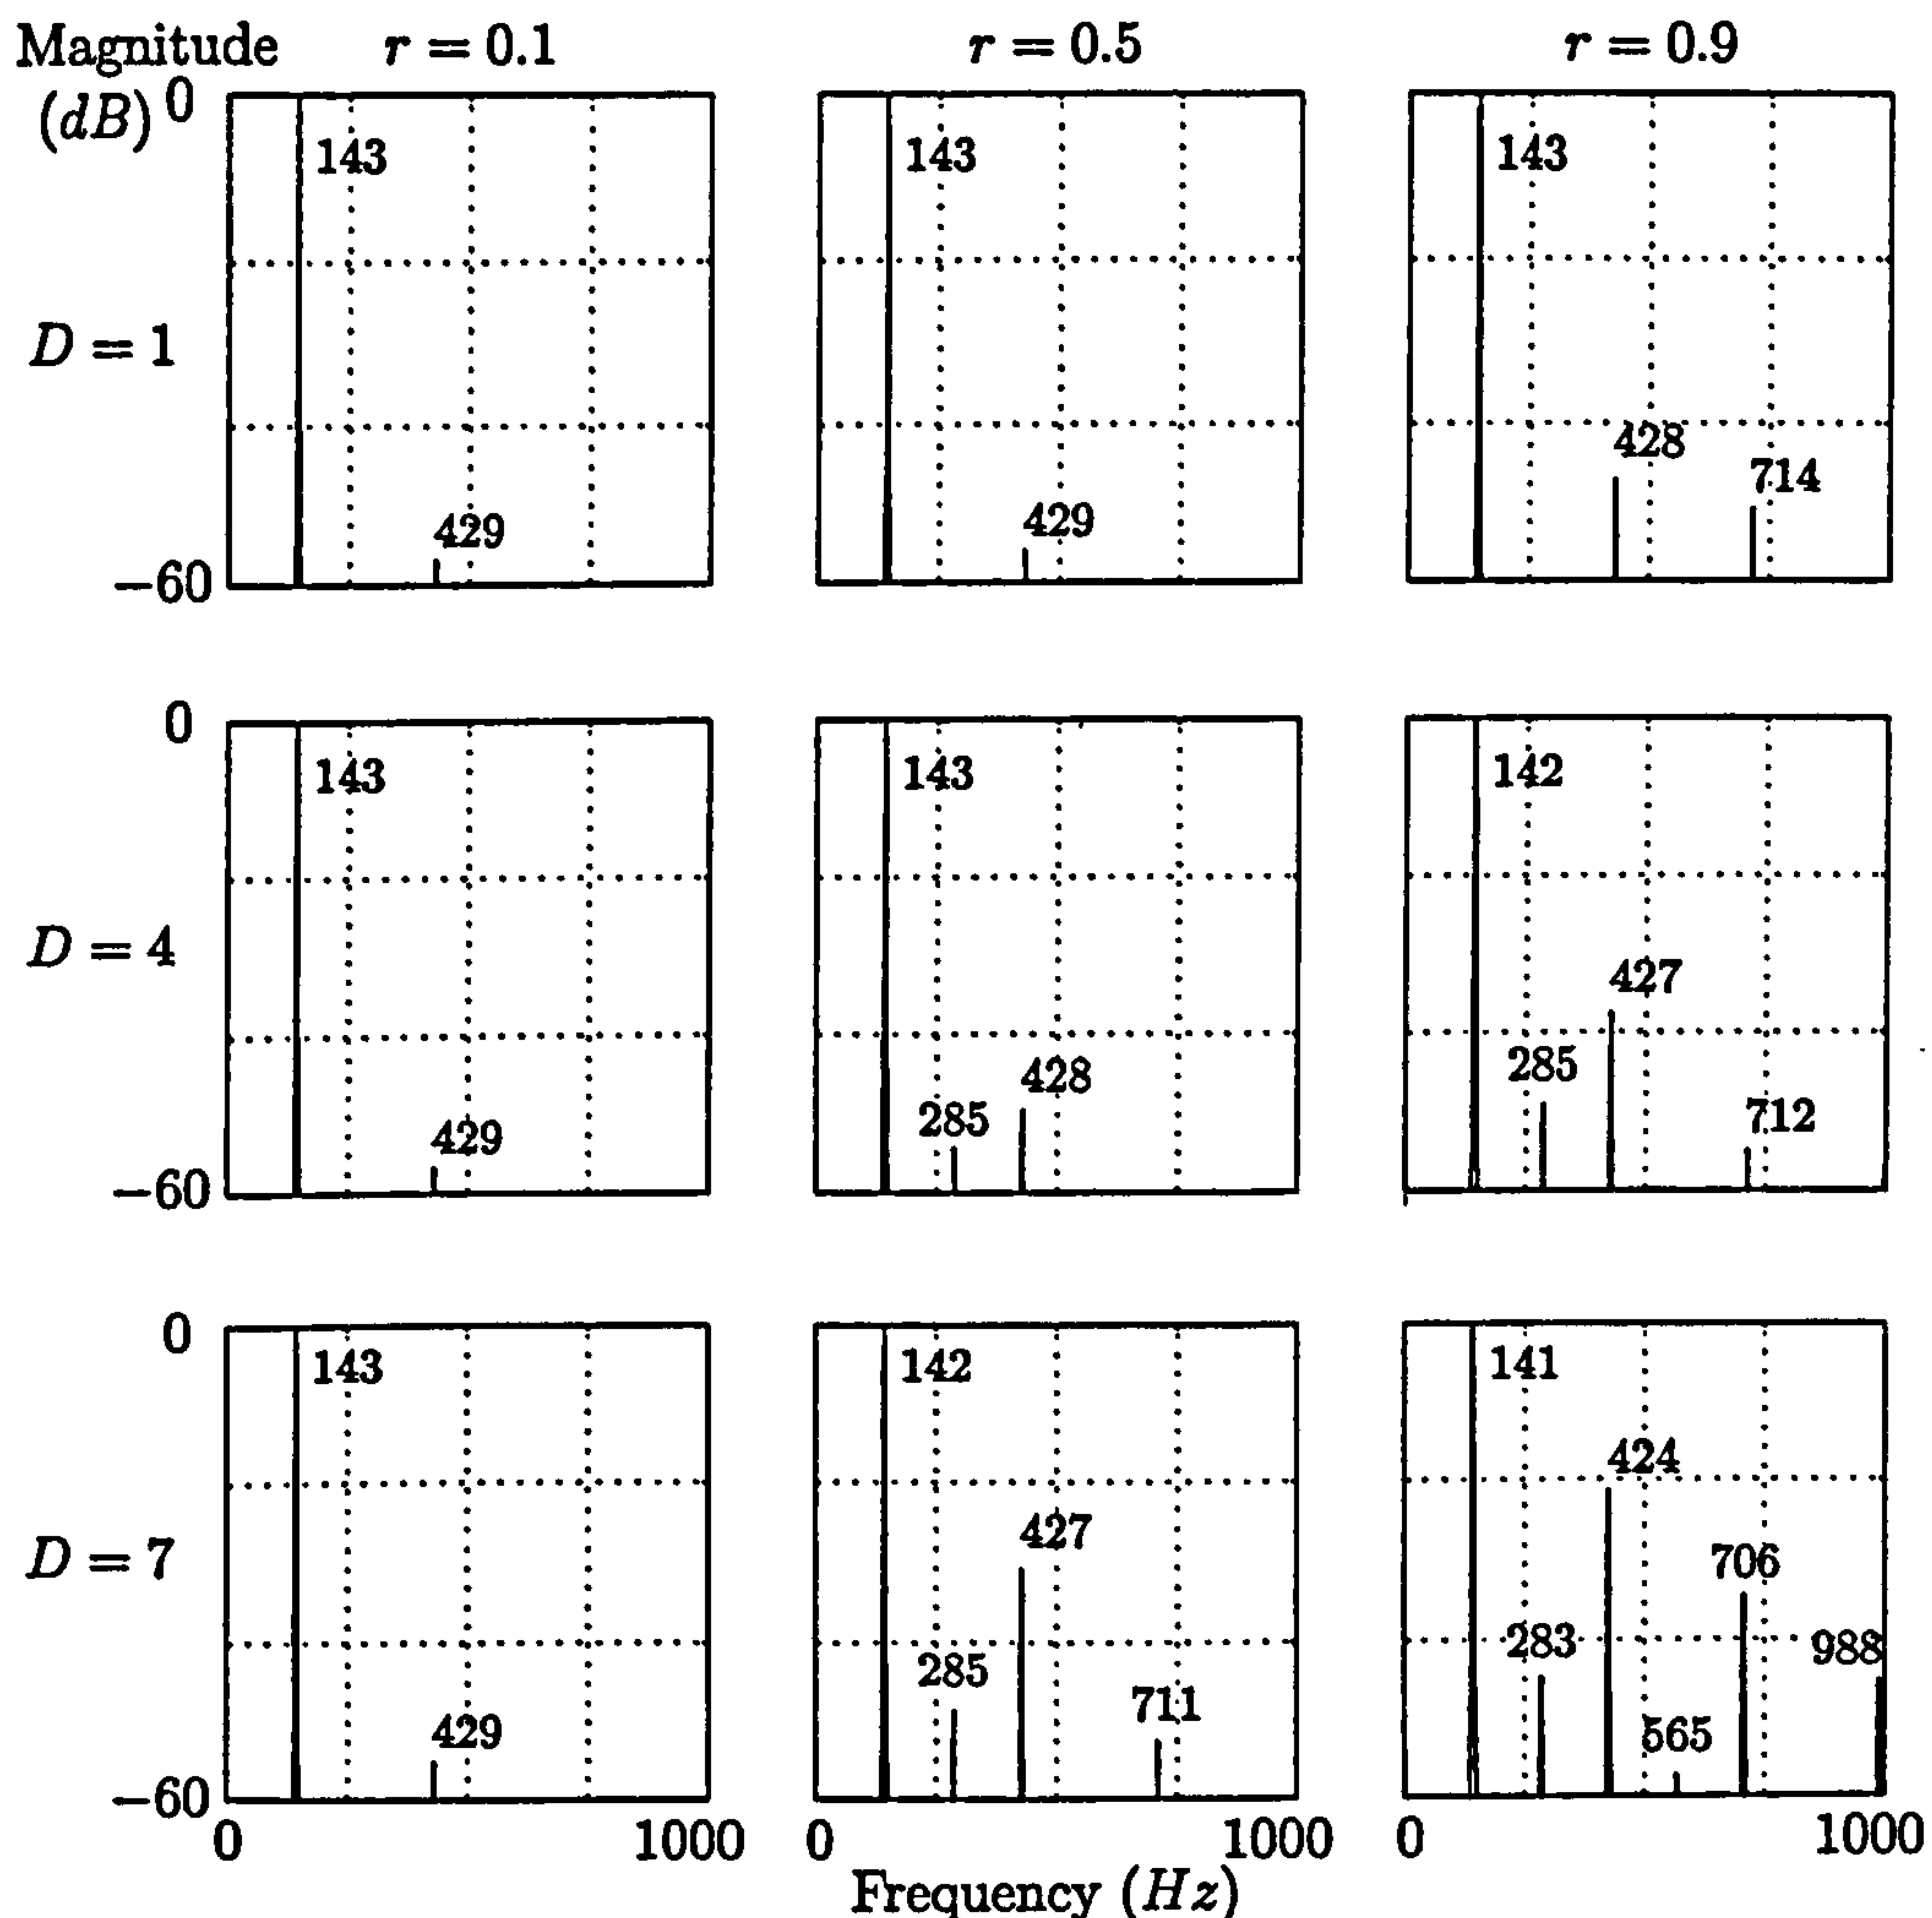 Magnitude r = 0.1 r = 0.5 r = 0.9
(dB) 0
143 143 143
D = 1
429 429 428 714
−60
0
143 143 142
D = 4
429 285 428 285 427 712
−60
0
143 142 141
D = 7
429 285 427 711 283 424 565 706 988
−60
0 1000 0 1000 0 1000
Frequency (Hz)